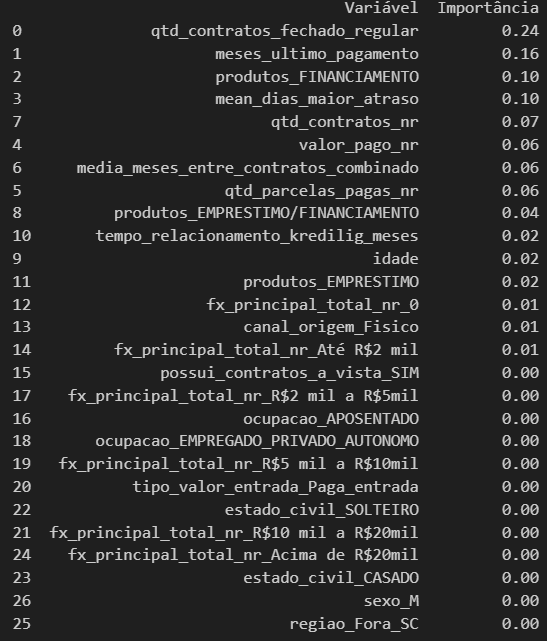 Variável Importância
0 qtd_contratos_fechado_regular 0.24
1 meses_ultimo_pagamento 0.16
2 produtos_FINANCIAMENTO 0.10
3 mean_dias_maior_atraso 0.10
7 qtd_contratos_nr 0.07
4 valor_pago_nr 0.06
6 media_meses_entre_contratos_combinado 0.06
5 qtd_parcelas_pagas_nr 0.06
8 produtos_EMPRESTIMO/FINANCIAMENTO 0.04
10 tempo_relacionamento_kredilig_meses 0.02
9 idade 0.02
11 produtos_EMPRESTIMO 0.02
12 fx_principal_total_nr_0 0.01
13 canal_origem_Fisico 0.01
14 fx_principal_total_nr_Até R$2 mil 0.01
15 possui_contratos_a_vista_SIM 0.00
17 fx_principal_total_nr_R$2 mil a R$5mil 0.00
16 ocupacao_APOSENTADO 0.00
18 ocupacao_EMPREGADO_PRIVADO_AUTONOMO 0.00
19 fx_principal_total_nr_R$5 mil a R$10mil 0.00
20 tipo_valor_entrada_Paga_entrada 0.00
22 estado_civil_SOLTEIRO 0.00
21 fx_principal_total_nr_R$10 mil a R$20mil 0.00
24 fx_principal_total_nr_Acima de R$20mil 0.00
23 estado_civil_CASADO 0.00
26 sexo_M 0.00
25 regiao_Fora_SC 0.00